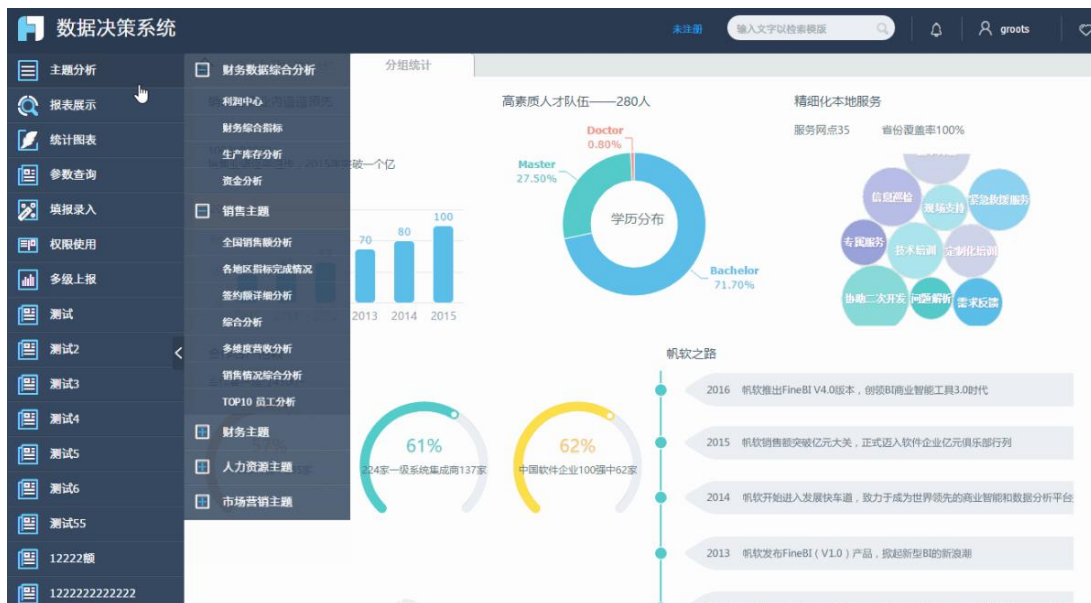 数据决策系统
未注册
输入文字以检索模版
groots
主题分析
报表展示
统计图表
参数查询
填报录入
权限使用
多级上报
测试
测试2
测试3
测试4
测试5
测试6
测试55
12222额
1222222222222
财务数据综合分析
利润中心
财务综合指标
生产库存分析
资金分析
销售主题
全国销售额分析
各地区指标完成情况
签约额详细分析
综合分析
多维度营收分析
销售情况综合分析
TOP10 员工分析
财务主题
人力资源主题
市场营销主题
分组统计
破一个亿
70
80
100
2013
2014
2015
高素质人才队伍——280人
Doctor
0.80%
Master
27.50%
学历分布
Bachelor
71.70%
精细化本地服务
服务网点35
省份覆盖率100%
信息巡检
现场支持
紧急救援服务
专属服务
技术培训
定制化培训
协助二次开发
问题解析
需求反馈
61%
224家一级系统集成商137家
62%
中国软件企业100强中62家
帆软之路
2016 帆软推出FineBI V4.0版本，创领BI商业智能工具3.0时代
2015 帆软销售额突破亿元大关，正式迈入软件企业亿元俱乐部行列
2014 帆软开始进入发展快车道，致力于成为世界领先的商业智能和数据分析平台
2013 帆软发布FineBI（V1.0）产品，掀起新型BI的新浪潮